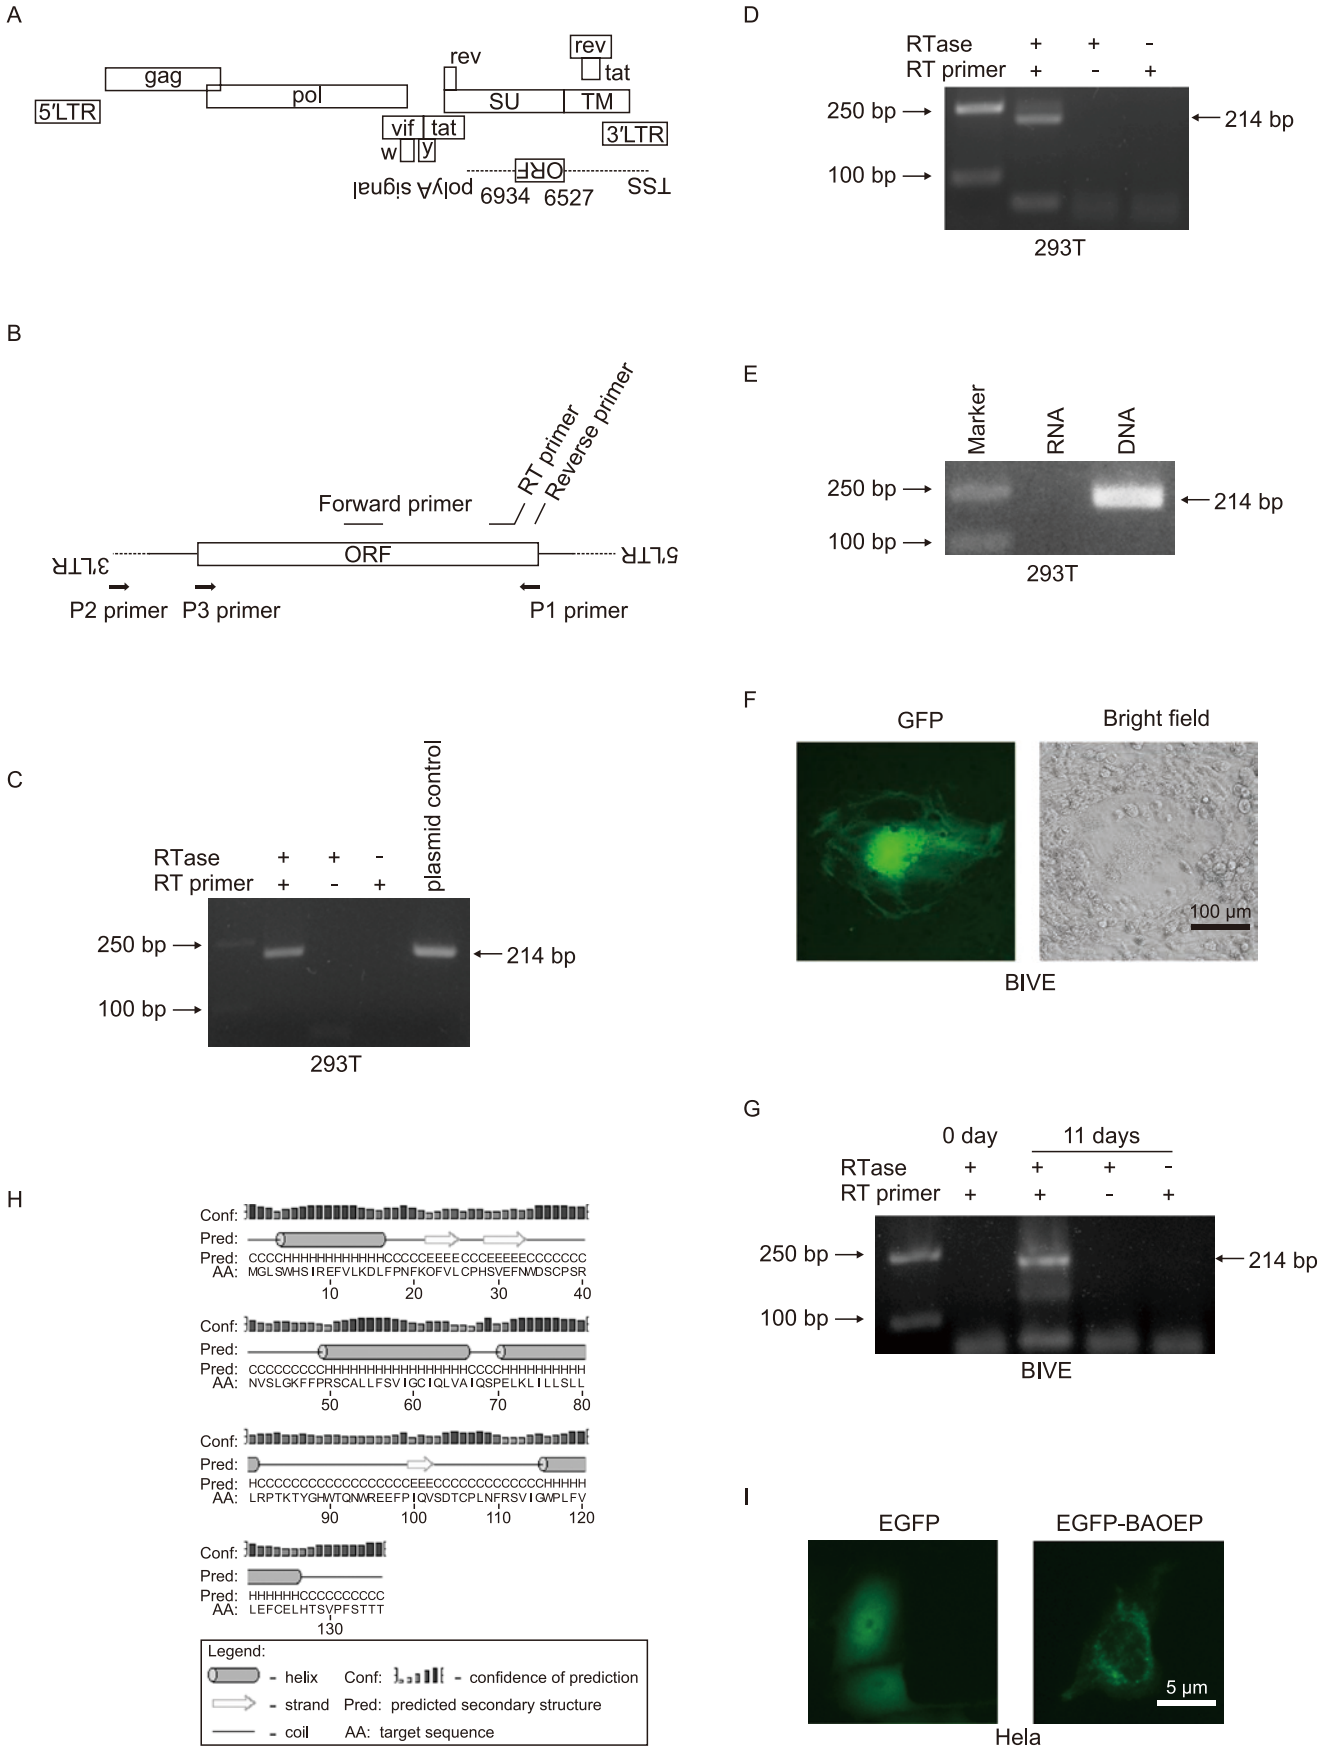 A
gag
rev
rev
tat
pol
SU
TM
5'LTR
vif
tat
3'LTR
w
y
polyA signal
ORF
TSS
6934
6527
B
RT primer
Reverse primer
Forward primer
ORF
3'LTR
5'LTR
P2 primer
P3 primer
P1 primer
C
plasmid control
RTase + + -
RT primer + - +
250 bp
214 bp
100 bp
293T
D
RTase + + -
RT primer + - +
250 bp
214 bp
100 bp
293T
E
Marker
RNA
DNA
250 bp
214 bp
100 bp
293T
F
GFP
Bright field
100 µm
BIVE
G
0 day 11 days
RTase + + + -
RT primer + + - +
250 bp
214 bp
100 bp
BIVE
H
Conf:
Pred:
Pred: CCCCHHHHHHHHHHHHHCCCCCEEEECCCEEEEECCCCCCC
AA: MGLSWHSIREFVLKDLFPNFKOFVLCPHSVEFNWDSCPSR
10 20 30 40
Conf:
Pred:
Pred: CCCCCCCCCHHHHHHHHHHHHHHHHHHCCCCHHHHHHHHHH
AA: NVSLGKFFPRSCALLFSVIGCIQLVAIQSPELKLILLSLL
50 60 70 80
Conf:
Pred:
Pred: HCCCCCCCCCCCCCCCCCCEEECCCCCCCCCCCCCHHHHH
AA: LRPTKTYGHWTQNWREEFPIQVSDTCPLNFRSVIGWPLFV
90 100 110 120
Conf:
Pred:
Pred: HHHHHHCCCCCCCCCC
AA: LEFCELHTSVPFSTTT
130
Legend:
- helix Conf: - confidence of prediction
- strand Pred: predicted secondary structure
- coil AA: target sequence
I
EGFP
EGFP-BAOEP
5 µm
Hela